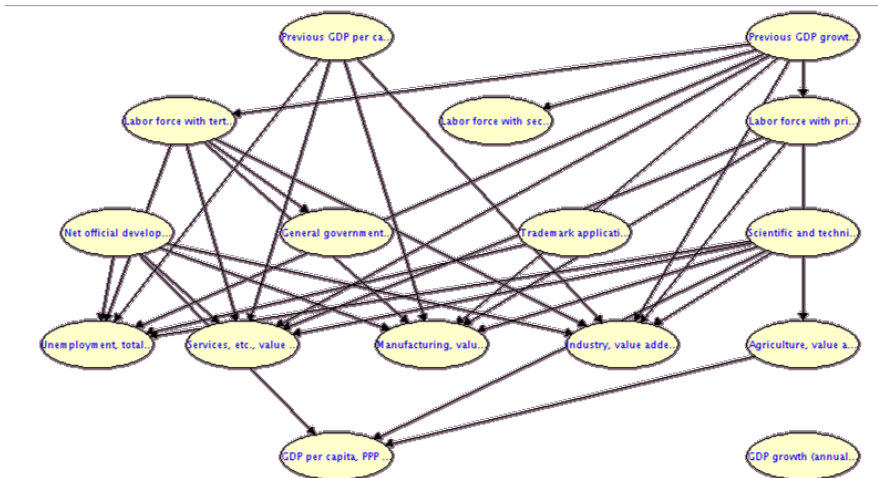 Previous GDP per ca...
Previous GDP growt...
Labor force with tert...
Labor force with sec...
Labor force with pri...
Net official develop...
General government...
Trademark applicati...
Scientific and techni...
Unemployment, total...
Services, etc., value ...
Manufacturing, valu...
Industry, value adde...
Agriculture, value a...
GDP per capita, PPP ...
GDP growth (annual...